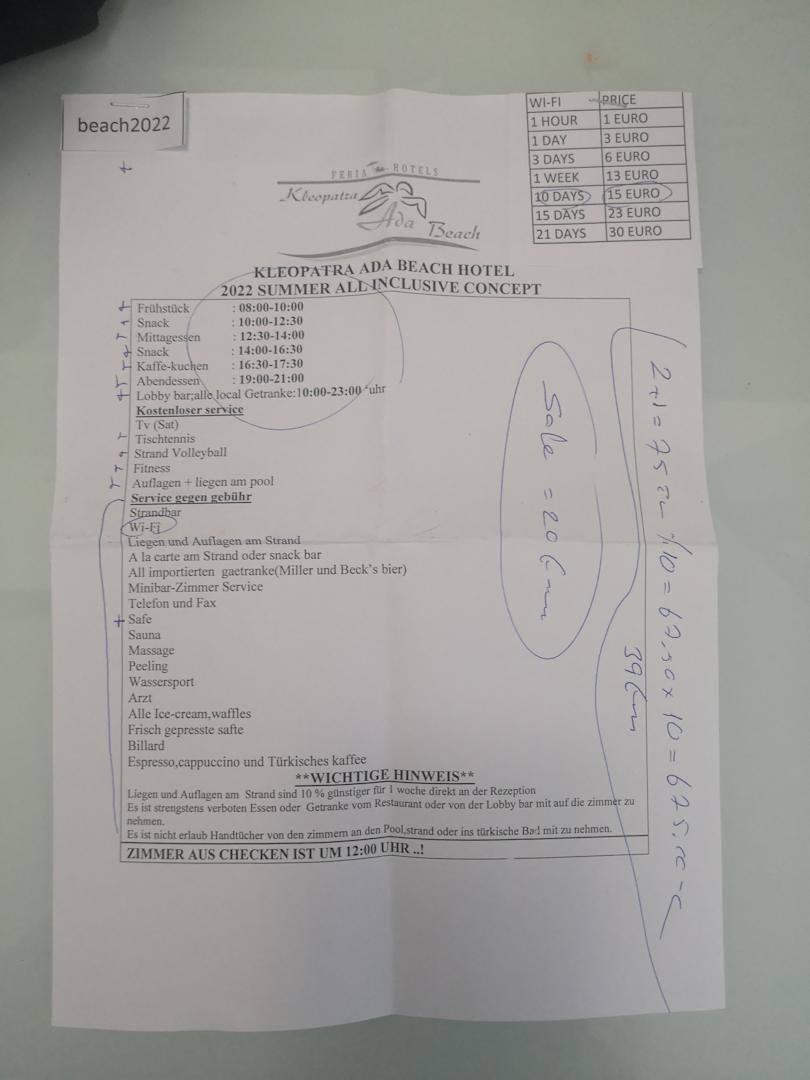 beach2022
WI-FI PRICE
1 HOUR 1 EURO
1 DAY 3 EURO
3 DAYS 6 EURO
1 WEEK 13 EURO
10 DAYS 15 EURO
15 DAYS 23 EURO
21 DAYS 30 EURO
FERIA HOTELS
Kleopatra
Ada Beach
KLEOPATRA ADA BEACH HOTEL
2022 SUMMER ALL INCLUSIVE CONCEPT
Frühstück : 08:00-10:00
Snack : 10:00-12:30
Mittagessen : 12:30-14:00
Snack : 14:00-16:30
Kaffe-kuchen : 16:30-17:30
Abendessen : 19:00-21:00
Lobby bar;alle local Getranke:10:00-23:00 uhr
Kostenloser service
Tv (Sat)
Tischtennis
Strand Volleyball
Fitness
Auflagen + liegen am pool
Service gegen gebühr
Strandbar
Wi-Fi
Liegen und Auflagen am Strand
A la carte am Strand oder snack bar
All importierten gaetranke(Miller und Beck's bier)
Minibar-Zimmer Service
Telefon und Fax
Safe
Sauna
Massage
Peeling
Wassersport
Arzt
Alle Ice-cream,waffles
Frisch gepresste safte
Billard
Espresso,cappuccino und Türkisches kaffee
**WICHTIGE HINWEIS**
Liegen und Auflagen am Strand sind 10 % günstiger für 1 woche direkt an der Rezeption
Es ist strengstens verboten Essen oder Getranke vom Restaurant oder von der Lobby bar mit auf die zimmer zu
nehmen.
Es ist nicht erlaub Handtücher von den zimmern an den Pool,strand oder ins türkische Bad mit zu nehmen.
ZIMMER AUS CHECKEN IST UM 12:00 UHR ..!
= 20
39
2+1 = 75 %10 = 67,50 x 10 = 675